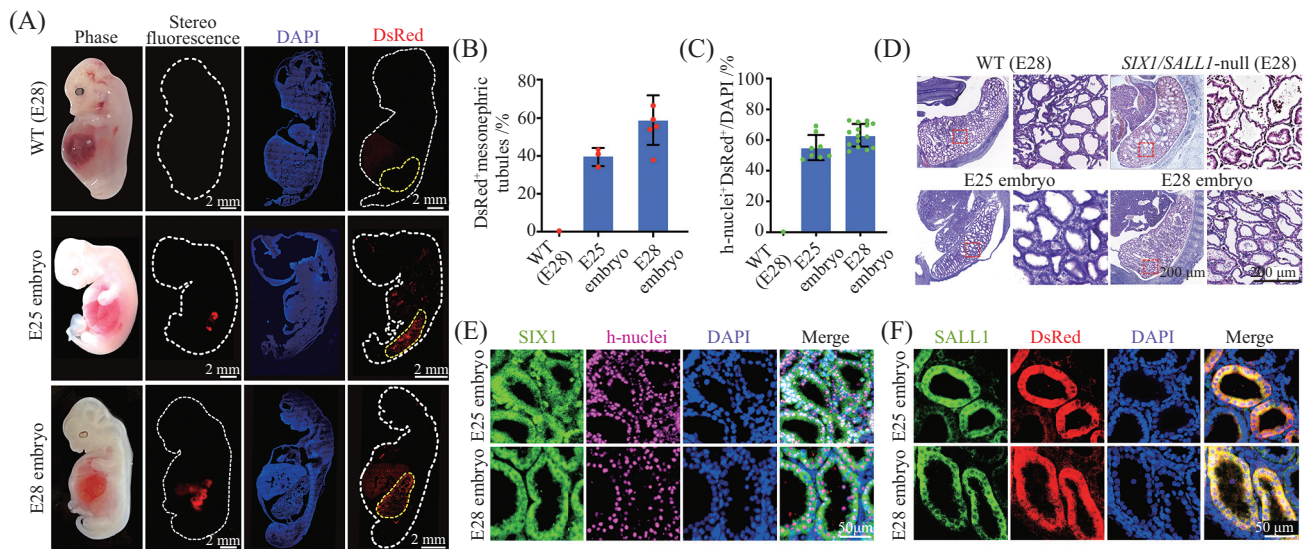 (A)
Phase
Stereo
fluorescence
DAPI
DsRed
WT (E28)
2 mm
2 mm
E25 embryo
2 mm
2 mm
E28 embryo
2 mm
2 mm
(B)
DsRed⁺mesonephric
tubules /%
80
60
40
20
0
WT
(E28)
E25
embryo
E28
embryo
(C)
h-nuclei⁺DsRed⁺/DAPI /%
100
80
60
40
20
0
WT
(E28)
E25
embryo
E28
embryo
(D)
WT (E28)
SIX1/SALL1-null (E28)
E25 embryo
E28 embryo
200 μm
200 μm
(E)
SIX1
h-nuclei
DAPI
Merge
E25 embryo
E28 embryo
50μm
(F)
SALL1
DsRed
DAPI
Merge
E25 embryo
E28 embryo
50 μm